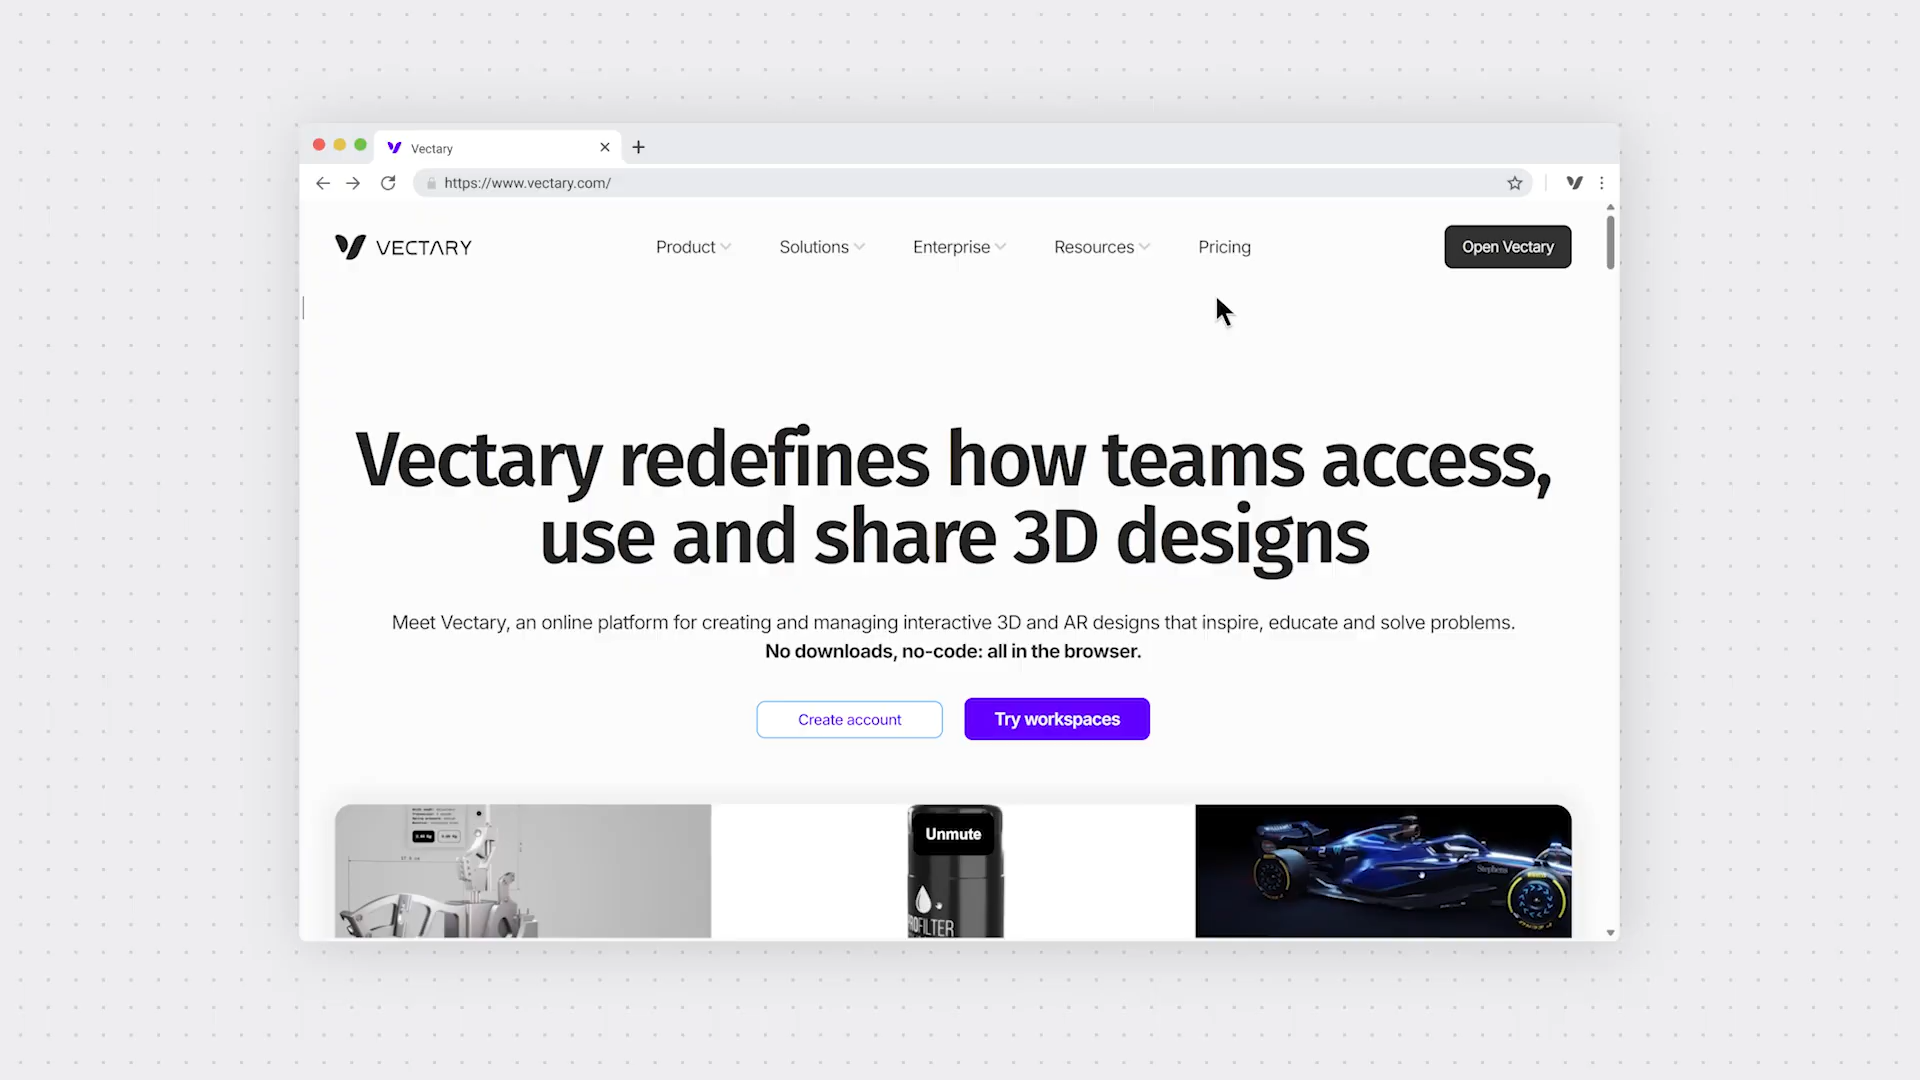 Vectary
https://www.vectary.com/
VECTARY
Product
Solutions
Enterprise
Resources
Pricing
Open Vectary
Vectary redefines how teams access,
use and share 3D designs
Meet Vectary, an online platform for creating and managing interactive 3D and AR designs that inspire, educate and solve problems.
No downloads, no-code: all in the browser.
Create account
Try workspaces
Unmute
ROFILTER
Stephens